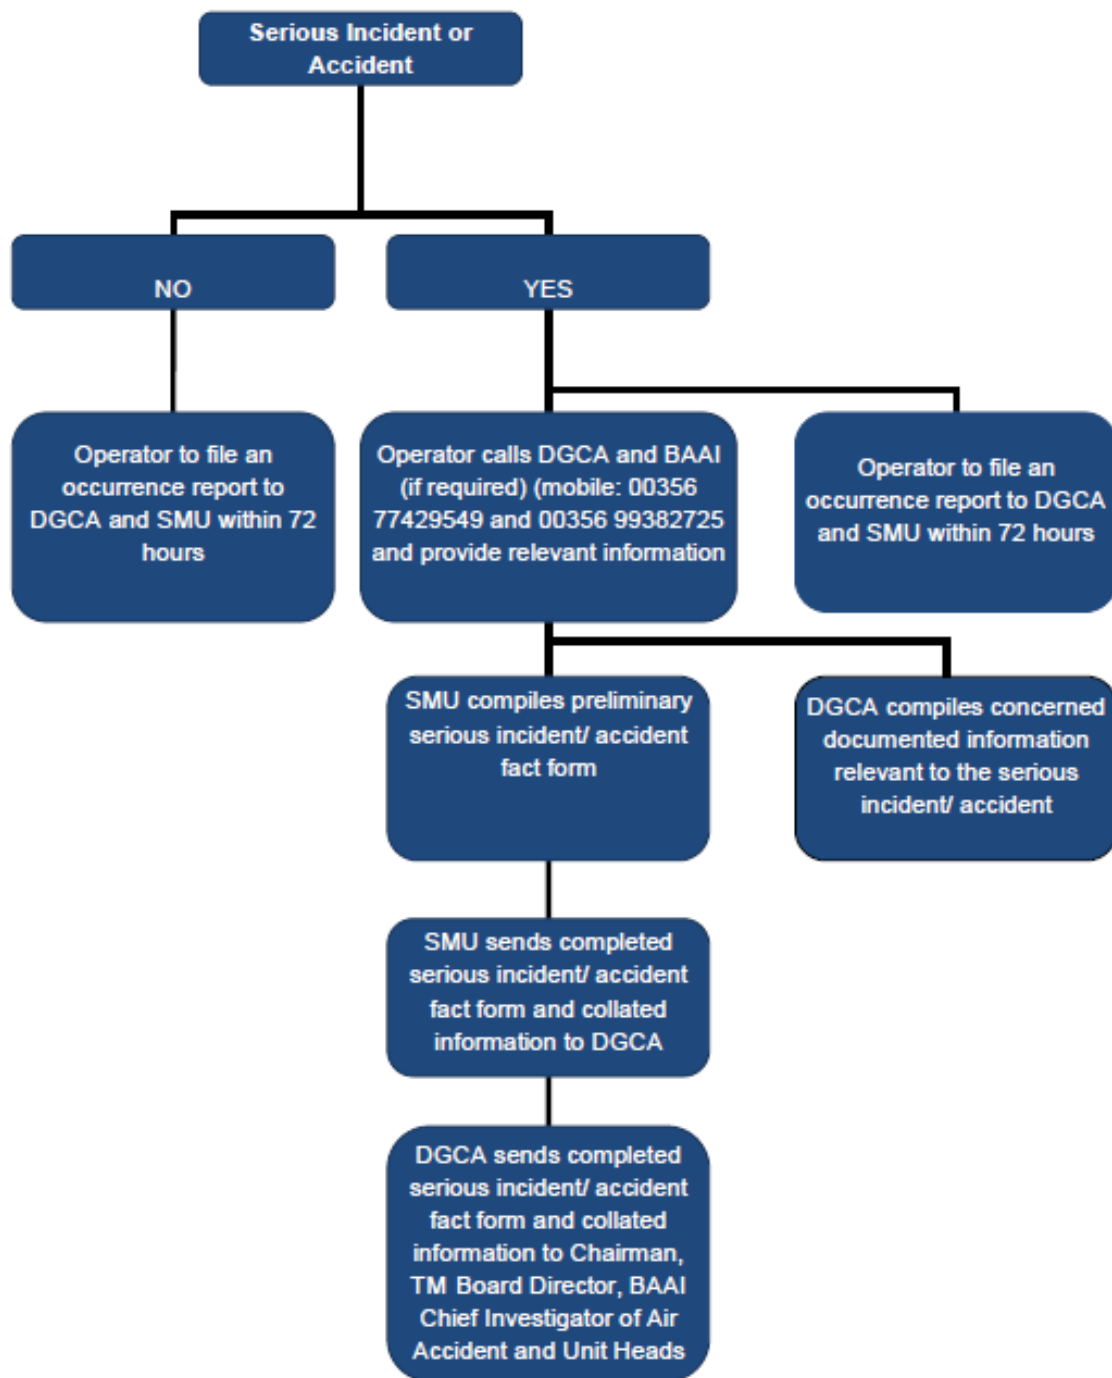 Serious Incident or
Accident
NO
YES
Operator to file an
occurrence report to
DGCA and SMU within 72
hours
Operator calls DGCA and BAAI
(if required) (mobile: 00356
77429549 and 00356 99382725
and provide relevant information
Operator to file an
occurrence report to DGCA
and SMU within 72 hours
SMU compiles preliminary
serious incident/ accident
fact form
DGCA compiles concerned
documented information
relevant to the serious
incident/ accident
SMU sends completed
serious incident/ accident
fact form and collated
information to DGCA
DGCA sends completed
serious incident/ accident
fact form and collated
information to Chairman,
TM Board Director, BAAI
Chief Investigator of Air
Accident and Unit Heads